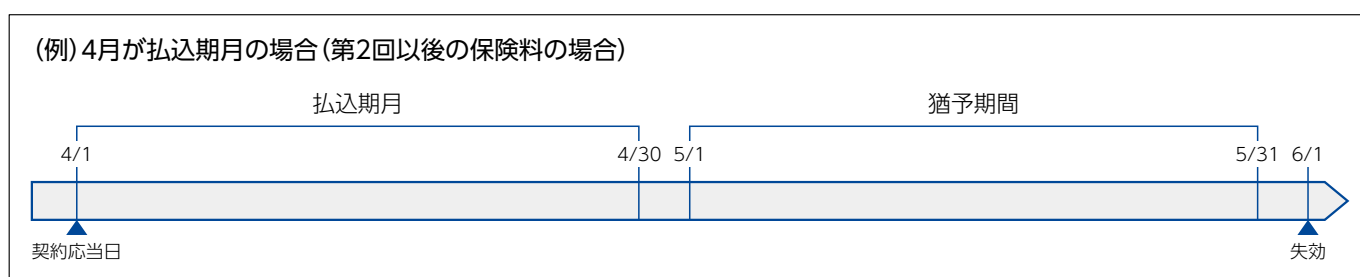 (例)4月が払込期月の場合(第2回以後の保険料の場合)
払込期月 猶予期間
4/1 4/30 5/1 5/31 6/1
契約応当日 失効